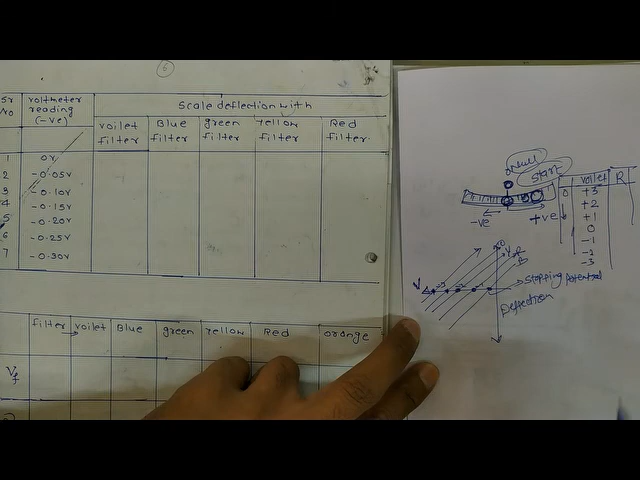 6
Sr No
voltmeter reading (-ve)
Scale deflection with
voilet filter
Blue filter
green filter
yellow filter
Red filter
1 0v
2 -0.05v
3 -0.10v
4 -0.15v
5 -0.20v
6 -0.25v
7 -0.30v
filter voilet Blue green yellow Red orange
Null
Start
-ve
+ve
voilet R
0 +3
+2
+1
0
-1
-2
-3
V
Stopping potential
Deflection